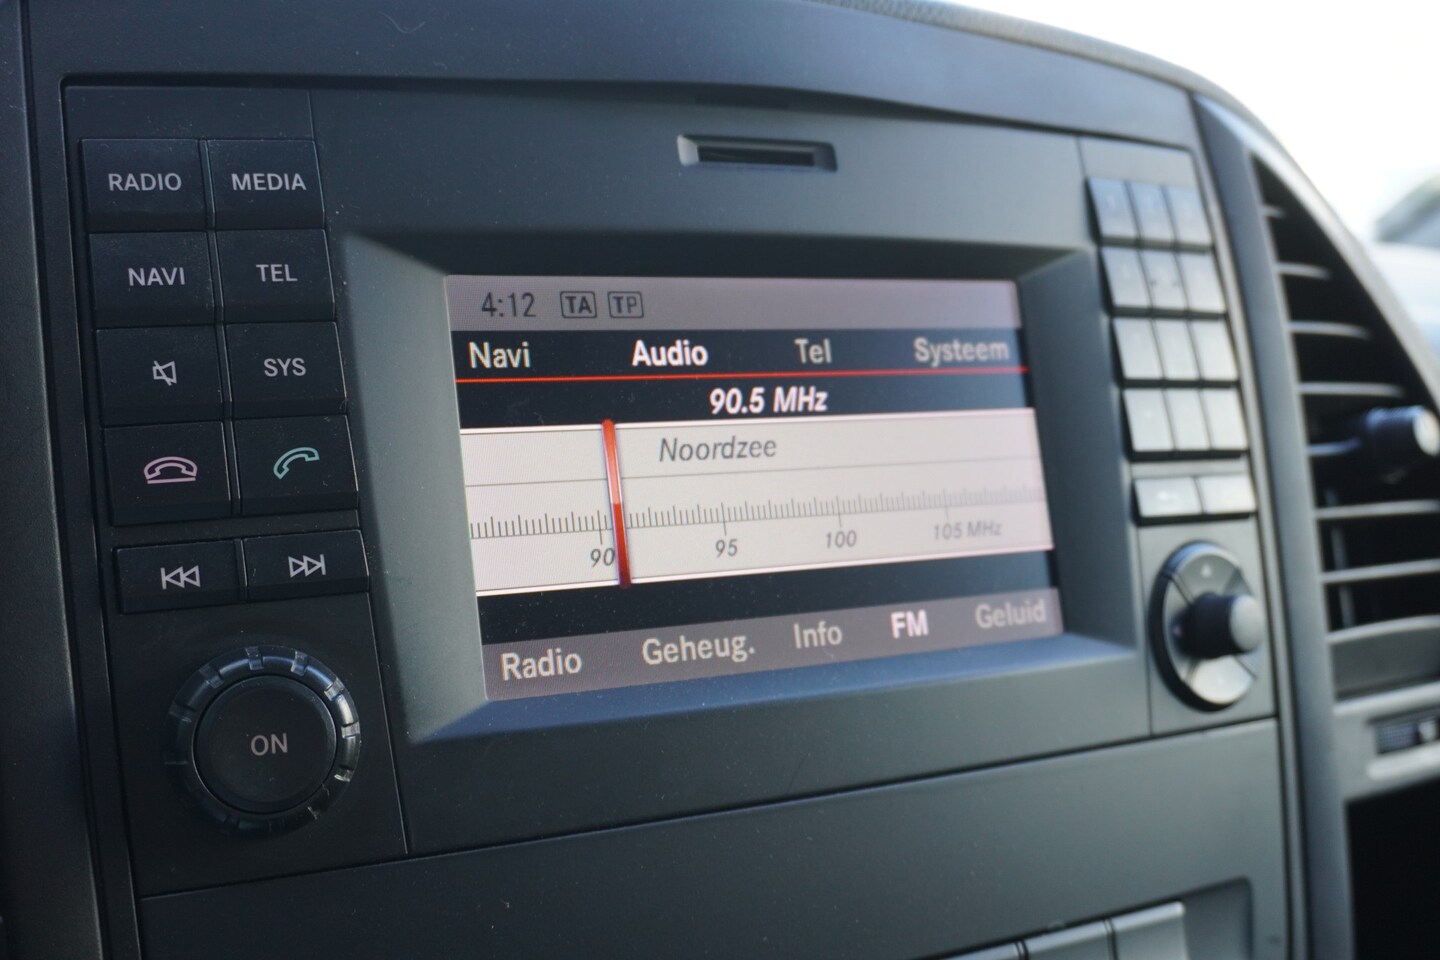 RADIO MEDIA
NAVI TEL
SYS
ON
4:12 TA TP
Navi Audio Tel Systeem
90.5 MHz
Noordzee
90 95 100 105 MHz
Radio Geheug. Info FM Geluid